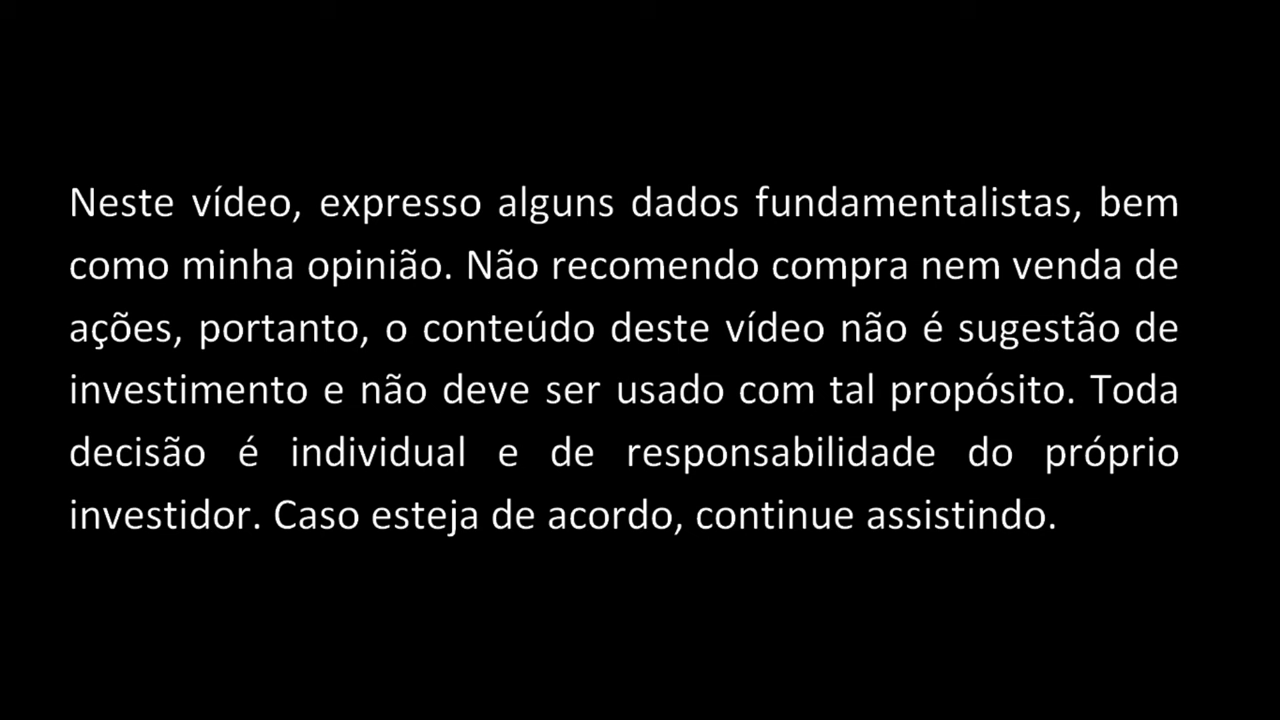 Neste vídeo, expresso alguns dados fundamentalistas, bem
como minha opinião. Não recomendo compra nem venda de
ações, portanto, o conteúdo deste vídeo não é sugestão de
investimento e não deve ser usado com tal propósito. Toda
decisão é individual e de responsabilidade do próprio
investidor. Caso esteja de acordo, continue assistindo.